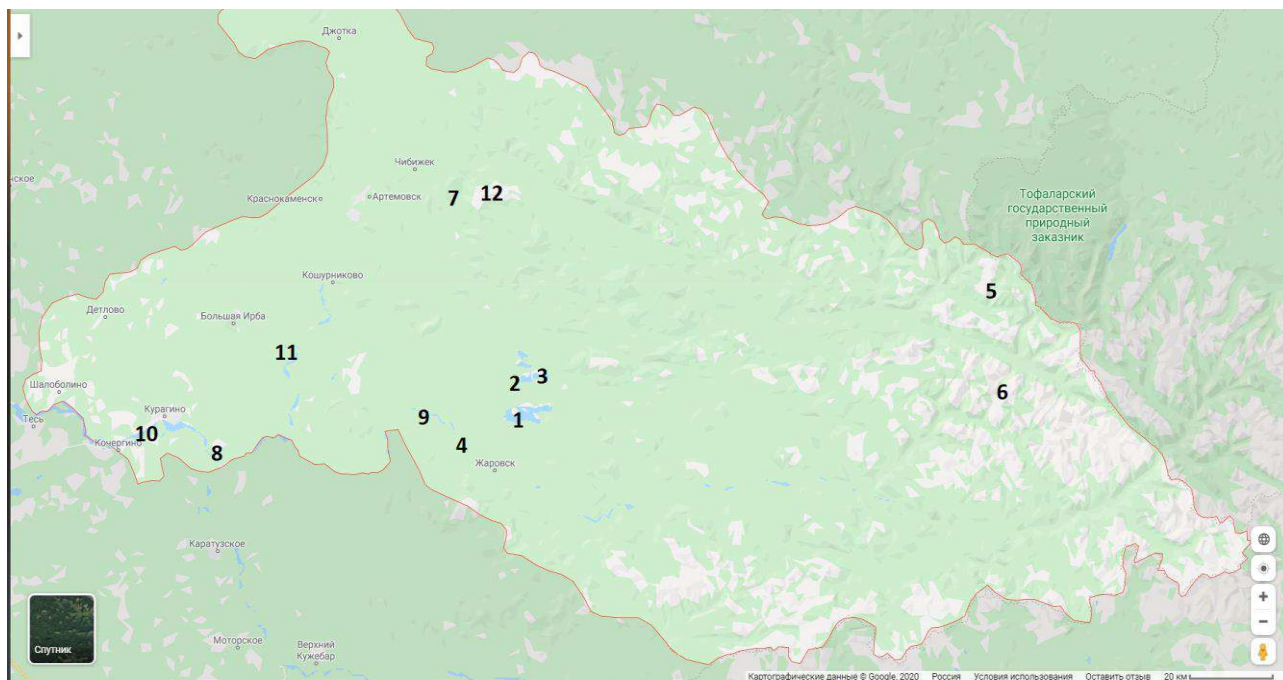 Джотка
нское
Чибижек
Краснокаменск
Артемовск
7
12
Тофаларский
государственный
природный
заказник
Кошурниково
5
Детлово
Большая Ирба
11
2
3
6
Шалоболино
Курагино
9
1
Тесь
10
Кочергино
8
4
Жаровск
Каратузское
Моторское
Верхний
Кужебар
Спутник
Картографические данные © Google, 2020 Россия Условия использования Оставить отзыв 20 км